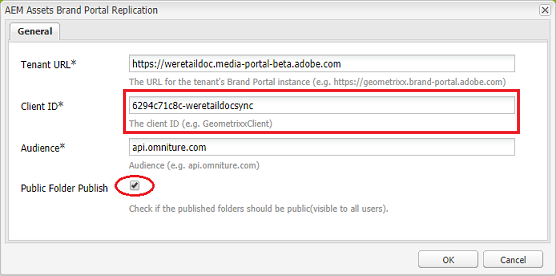 AEM Assets Brand Portal Replication
General
Tenant URL* https://weretaildoc.media-portal-beta.adobe.com
The URL for the tenant's Brand Portal instance (e.g. https://geometrixx.brand-portal.adobe.com)
Client ID* 6294c71c8c-weretaildocsync
The client ID (e.g. GeometrixxClient)
Audience* api.omniture.com
Audience (e.g. api.omniture.com)
Public Folder Publish
Check if the published folders should be public(visible to all users).
OK Cancel